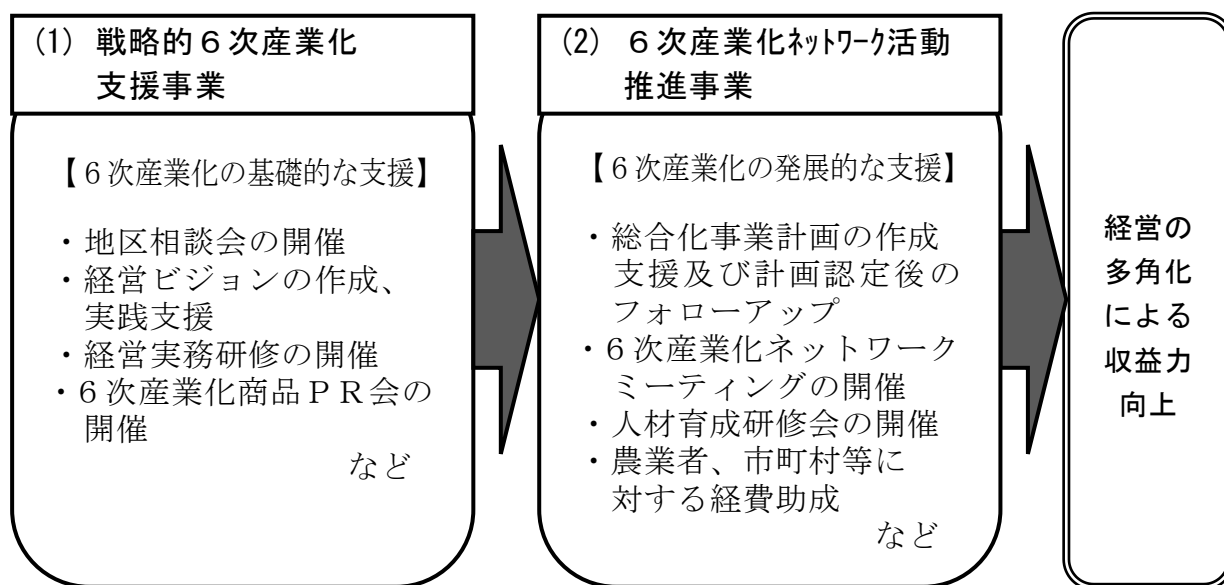 (1) 戦略的６次産業化
支援事業
【６次産業化の基礎的な支援】
・地区相談会の開催
・経営ビジョンの作成、
実践支援
・経営実務研修の開催
・６次産業化商品ＰＲ会の
開催
など
(2) ６次産業化ﾈｯﾄﾜｰｸ活動
推進事業
【６次産業化の発展的な支援】
・総合化事業計画の作成
支援及び計画認定後の
フォローアップ
・６次産業化ネットワーク
ミーティングの開催
・人材育成研修会の開催
・農業者、市町村等に
対する経費助成
など
経営の
多角化
による
収益力
向上